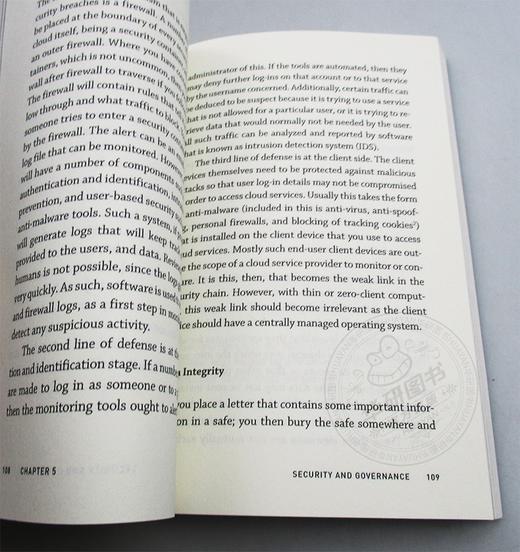 curity breaches is a firewall. A
be placed at the boundary of every
cloud itself, being a security
an outer firewall. Where you have
tainers, which is not uncommon,
wall after firewall to traverse if you
The firewall will contain rules that
low through and what traffic to
someone tries to enter a security
by the firewall. The alert can be
log file that can be monitored.
will have a number of components
authentication and identification,
prevention, and user-based security
anti-malware tools. Such a system, if
will generate logs that will keep
provided to the users, and data.
humans is not possible, since the log
very quickly. As such, software is used
and firewall logs, as a first step in
detect any suspicious activity.
The second line of defense is at the
tion and identification stage. If a
are made to log in as someone or to
then the monitoring tools ought to
108 CHAPTER 5
administrator of this. If the tools are automated, then they
may deny further log-ins on that account or to that service
by the username concerned. Additionally, certain traffic can
be deduced to be suspect because it is trying to use a service
that is not allowed for a particular user, or it is trying to re-
trieve data that would normally not be needed by the user.
All such traffic can be analyzed and reported by software
that is known as intrusion detection system (IDS).
The third line of defense is at the client side. The client
devices themselves need to be protected against malicious
attacks so that user log-in details may not be compromised
order to access cloud services. Usually this takes the form
anti-malware (included in this is anti-virus, anti-spoof-
g, personal firewalls, and blocking of tracking cookies²)
at is installed on the client device that you use to access
ud services. Mostly such end-user client devices are out-
the scope of a cloud service provider to monitor or con-
are. It is this, then, that becomes the weak link in the
urity chain. However, with thin or zero-client comput-
this weak link should become irrelevant as the client
ice should have a centrally managed operating system.
a Integrity
you place a letter that contains some important infor-
on in a safe; you then bury the safe somewhere and
SECURITY AND GOVERNANCE 109